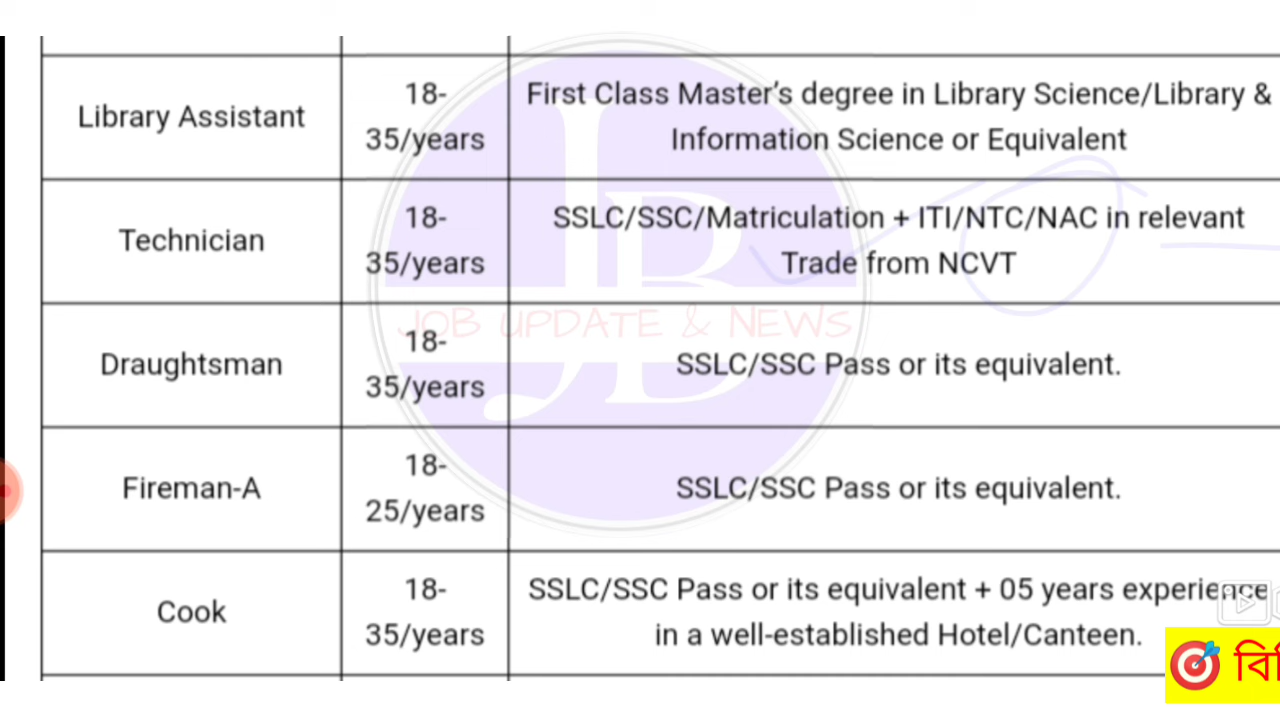 Library Assistant
18-
35/years
First Class Master's degree in Library Science/Library &
Information Science or Equivalent
Technician
18-
35/years
SSLC/SSC/Matriculation + ITI/NTC/NAC in relevant
Trade from NCVT
JOB UPDATE & NEWS
Draughtsman
18-
35/years
SSLC/SSC Pass or its equivalent.
Fireman-A
18-
25/years
SSLC/SSC Pass or its equivalent.
Cook
18-
35/years
SSLC/SSC Pass or its equivalent + 05 years experience
in a well-established Hotel/Canteen.